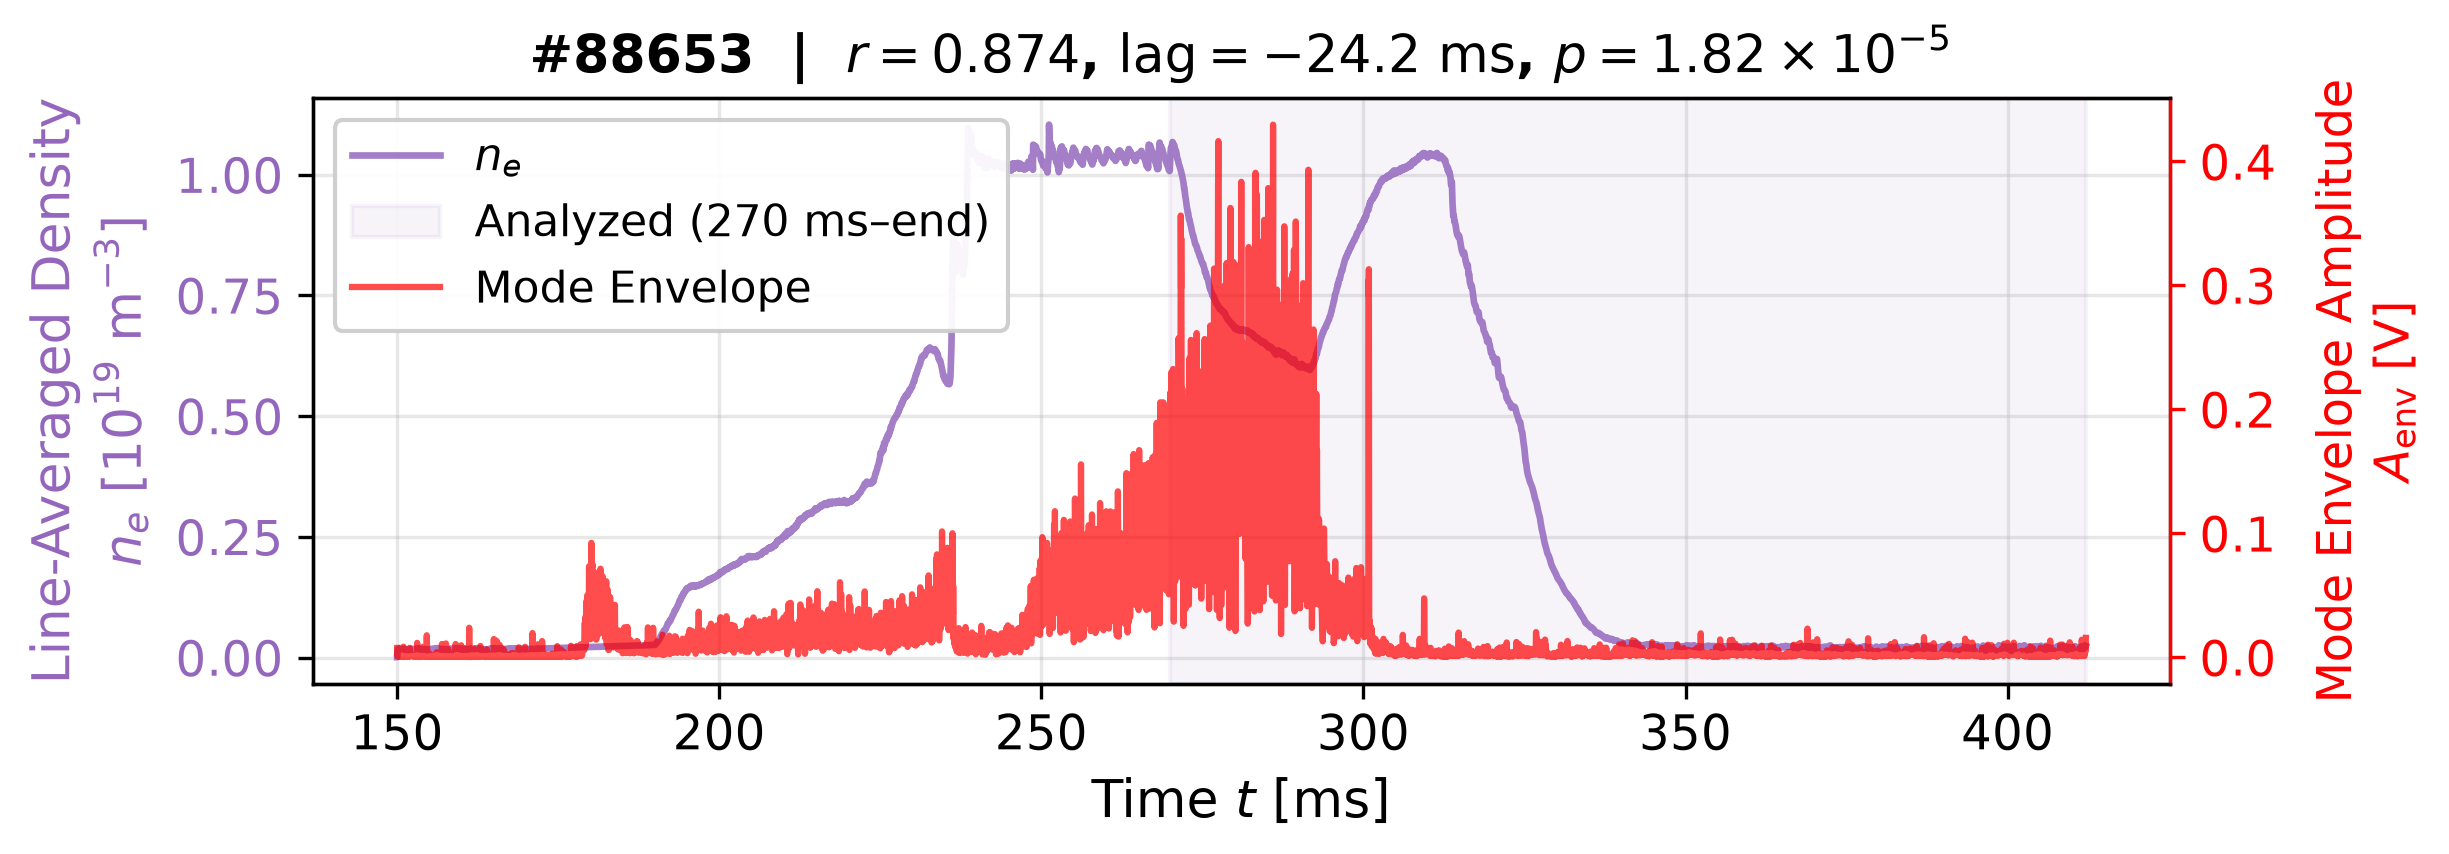 #88653 | r = 0.874, lag = −24.2 ms, p = 1.82 × 10⁻⁵
Line-Averaged Density
nₑ [10¹⁹ m⁻³]
1.00
0.75
0.50
0.25
0.00
nₑ
Analyzed (270 ms–end)
Mode Envelope
0.4
0.3
0.2
0.1
0.0
Mode Envelope Amplitude
A_env [V]
150 200 250 300 350 400
Time t [ms]